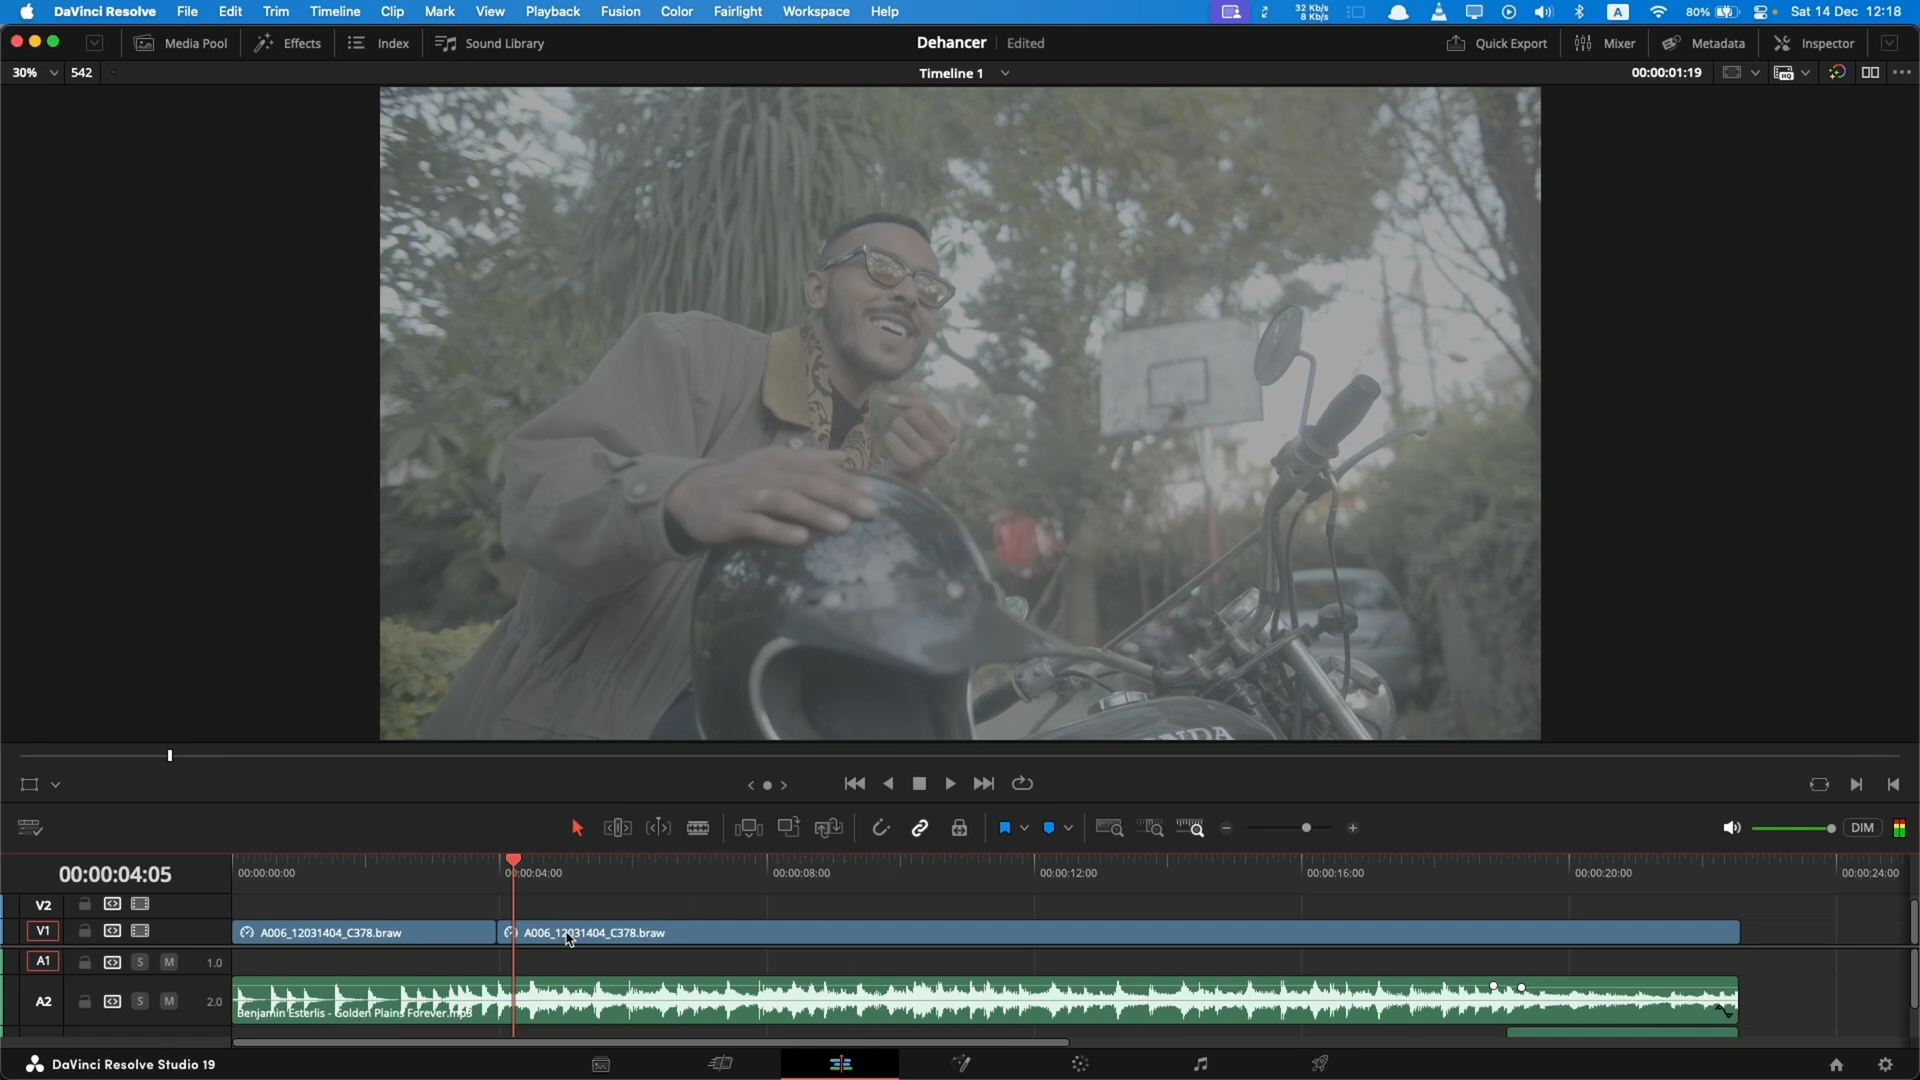 DaVinci Resolve File Edit Trim Timeline Clip Mark View Playback Fusion Color Fairlight Workspace Help
32 Kb/s
8 Kb/s
A 80% Sat 14 Dec 12:18
Media Pool Effects Index Sound Library Dehancer Edited Quick Export Mixer Metadata Inspector
30% 542 Timeline 1 00:00:01:19
HQ
HONDA
DIM
00:00:04:05 00:00:00:00 00:00:04:00 00:00:08:00 00:00:12:00 00:00:16:00 00:00:20:00 00:00:24:00
V2
V1 A006_12031404_C378.braw A006_12031404_C378.braw
A1 S M 1.0
A2 S M 2.0
Benjamin Esterlis - Golden Plains Forever.mp3
DaVinci Resolve Studio 19